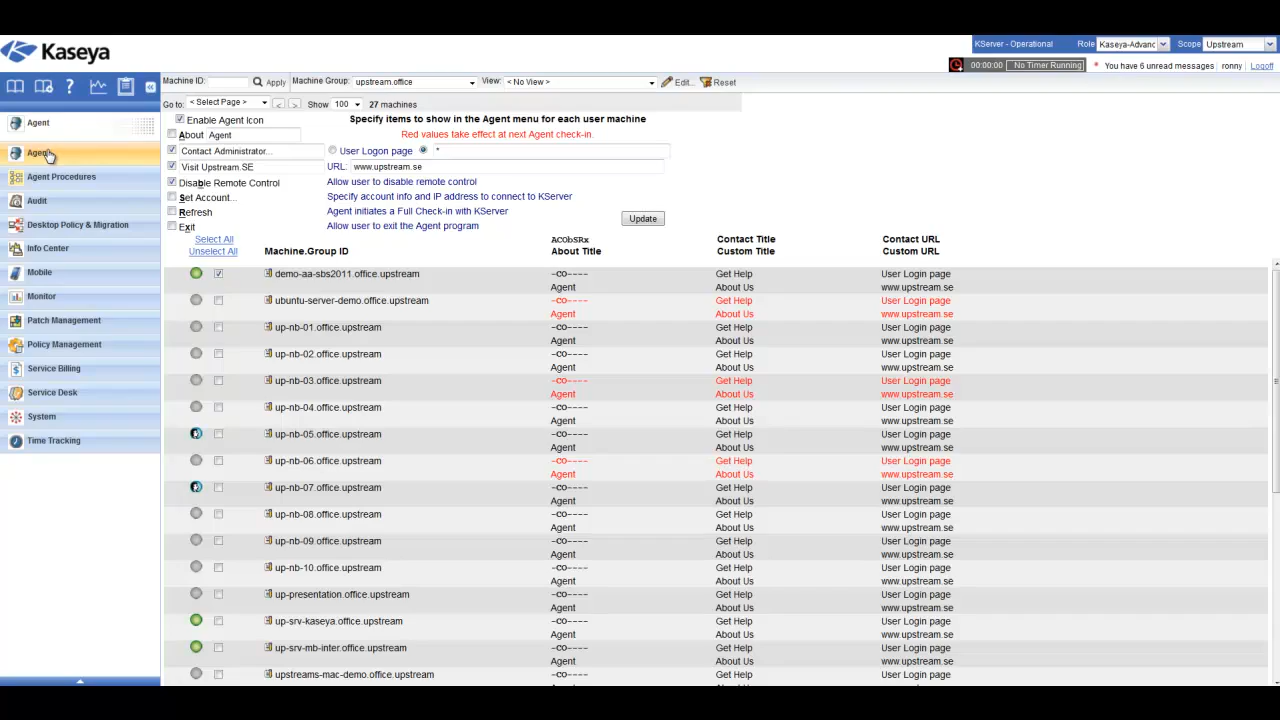 Kaseya
KServer - Operational Role Kaseya-Advanc Scope Upstream
00:00:00 No Timer Running * You have 6 unread messages ronny Logoff
Machine ID: Apply Machine Group: upstream.office View: < No View > Edit... Reset
Go to: < Select Page > Show 100 27 machines
Agent
Agent
Agent Procedures
Audit
Desktop Policy & Migration
Info Center
Mobile
Monitor
Patch Management
Policy Management
Service Billing
Service Desk
System
Time Tracking
Enable Agent Icon Specify items to show in the Agent menu for each user machine
About Agent Red values take effect at next Agent check-in.
Contact Administrator... User Logon page *
Visit Upstream.SE URL: www.upstream.se
Disable Remote Control Allow user to disable remote control
Set Account... Specify account info and IP address to connect to KServer
Refresh Agent initiates a Full Check-in with KServer
Update
Exit Allow user to exit the Agent program
Select All ACObSRx Contact Title Contact URL
Unselect All Machine.Group ID About Title Custom Title Custom URL
demo-aa-sbs2011.office.upstream -CO---- Get Help User Login page
Agent About Us www.upstream.se
ubuntu-server-demo.office.upstream -CO---- Get Help User Login page
Agent About Us www.upstream.se
up-nb-01.office.upstream -CO---- Get Help User Login page
Agent About Us www.upstream.se
up-nb-02.office.upstream -CO---- Get Help User Login page
Agent About Us www.upstream.se
up-nb-03.office.upstream -CO---- Get Help User Login page
Agent About Us www.upstream.se
up-nb-04.office.upstream -CO---- Get Help User Login page
Agent About Us www.upstream.se
up-nb-05.office.upstream -CO---- Get Help User Login page
Agent About Us www.upstream.se
up-nb-06.office.upstream -CO---- Get Help User Login page
Agent About Us www.upstream.se
up-nb-07.office.upstream -CO---- Get Help User Login page
Agent About Us www.upstream.se
up-nb-08.office.upstream -CO---- Get Help User Login page
Agent About Us www.upstream.se
up-nb-09.office.upstream -CO---- Get Help User Login page
Agent About Us www.upstream.se
up-nb-10.office.upstream -CO---- Get Help User Login page
Agent About Us www.upstream.se
up-presentation.office.upstream -CO---- Get Help User Login page
Agent About Us www.upstream.se
up-srv-kaseya.office.upstream -CO---- Get Help User Login page
Agent About Us www.upstream.se
up-srv-mb-inter.office.upstream -CO---- Get Help User Login page
Agent About Us www.upstream.se
upstreams-mac-demo.office.upstream -CO---- Get Help User Login page